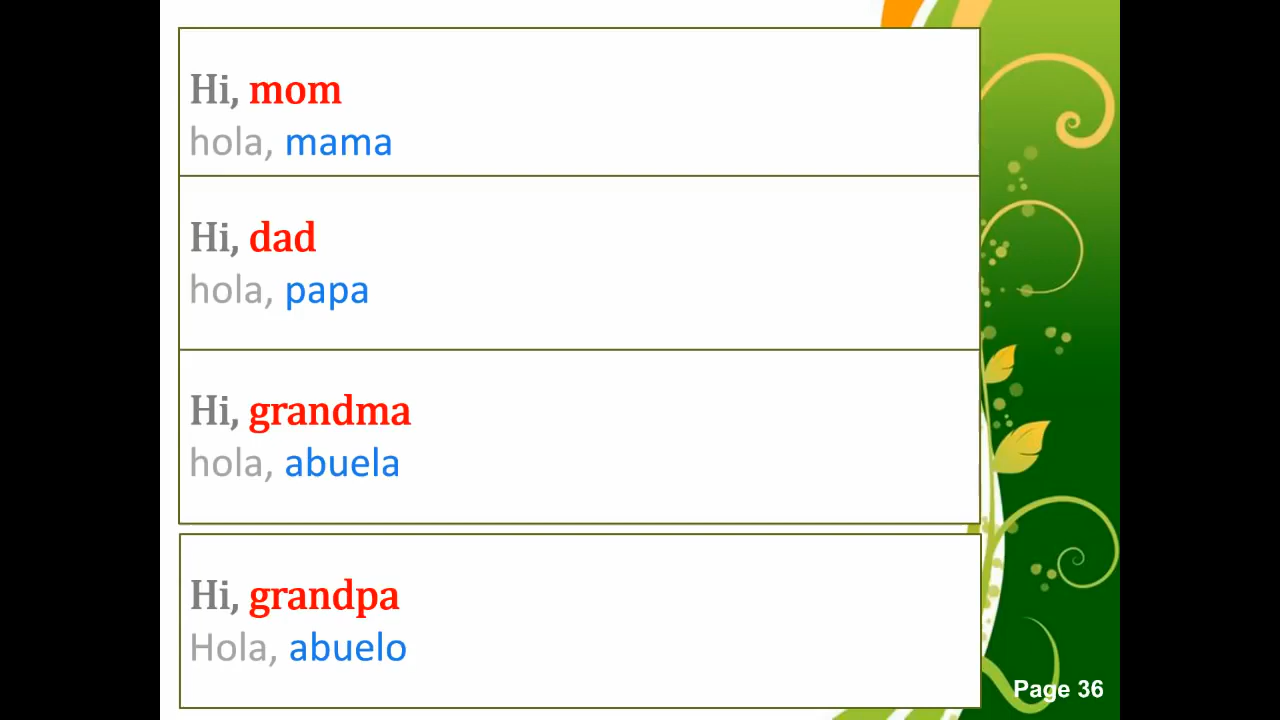 Hi, mom
hola, mama
Hi, dad
hola, papa
Hi, grandma
hola, abuela
Hi, grandpa
Hola, abuelo
Page 36